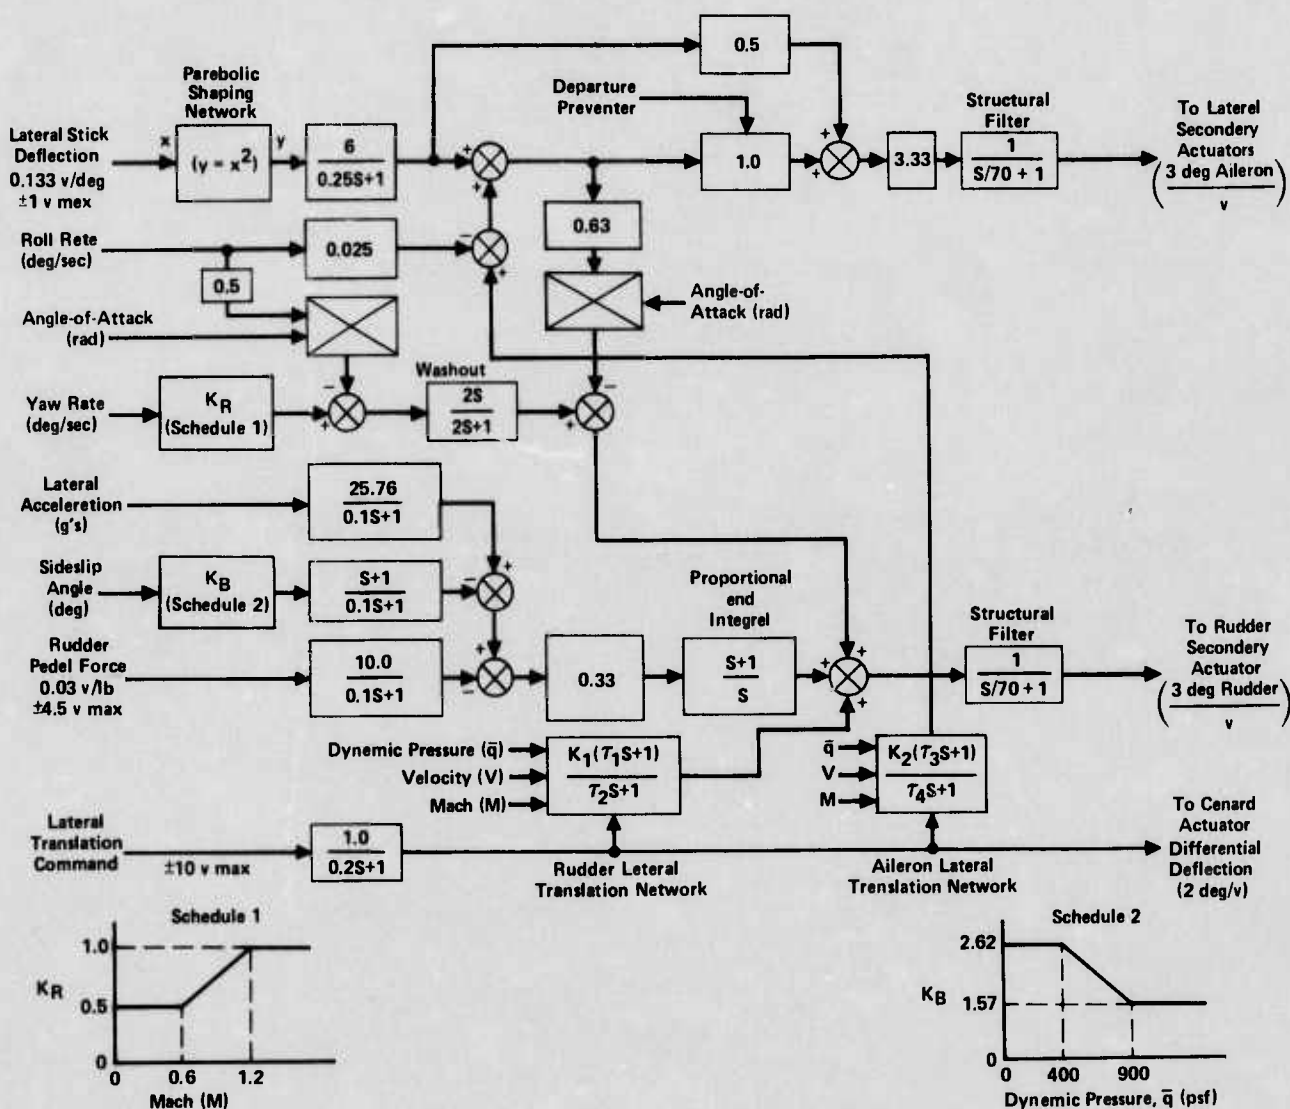 Parebolic
Shaping
Network
Lateral Stick
Deflection
0.133 v/deg
±1 v mex
x
(y = x²)
y
6
0.25S+1
+
+
0.5
Departure
Preventer
1.0
+
+
3.33
Structural
Filter
1
S/70 + 1
To Laterel
Secondery
Actuators
(3 deg Aileron
v)
Roll Rete
(deg/sec)
0.025
−
+
0.5
0.63
Angle-of-Attack
(rad)
Angle-of-
Attack (rad)
Yaw Rate
(deg/sec)
KR
(Schedule 1)
−
+
Washout
2S
2S+1
−
+
Lateral
Acceleretion
(g's)
25.76
0.1S+1
Sideslip
Angle
(deg)
KB
(Schedule 2)
S+1
0.1S+1
+
−
Rudder
Pedel Force
0.03 v/lb
±4.5 v max
10.0
0.1S+1
+
−
0.33
Proportional
end
Integrel
S+1
S
+
+
+
Structural
Filter
1
S/70 + 1
To Rudder
Secondary
Actuator
(3 deg Rudder
v)
Dynemic Pressure (q̄)
Velocity (V)
Mach (M)
K1(τ1S+1)
τ2S+1
q̄
V
M
K2(τ3S+1)
τ4S+1
Lateral
Translation
Command
±10 v max
1.0
0.2S+1
Rudder Leteral
Translation Network
Aileron Lateral
Trenslation Network
To Cenard
Actuator
Differential
Deflection
(2 deg/v)
Schedule 1
1.0
KR
0.5
0
0
0.6
1.2
Mach (M)
Schedule 2
2.62
KB
1.57
0
0
400
900
Dynemic Pressure, q̄ (psf)